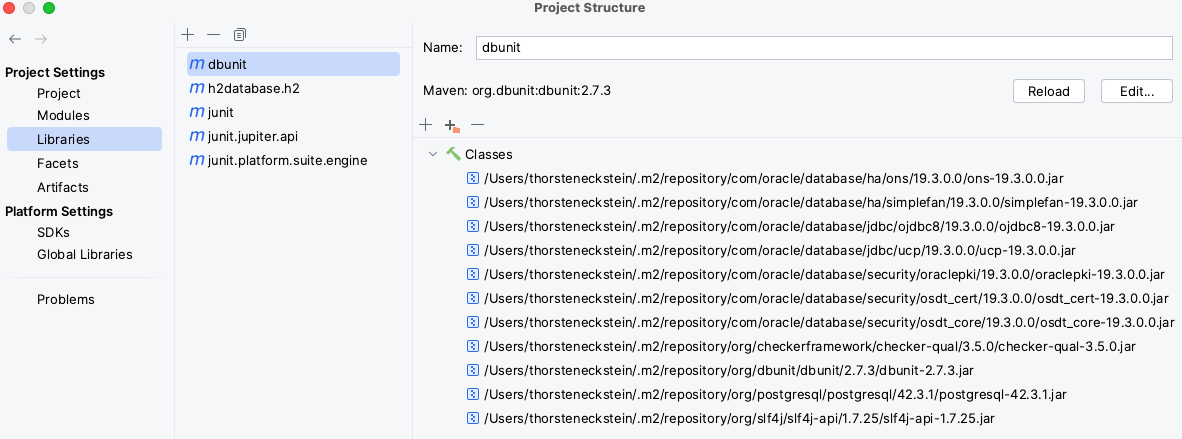 Project Structure
Project Settings
Project
Modules
Libraries
Facets
Artifacts
Platform Settings
SDKs
Global Libraries
Problems
dbunit
h2database.h2
junit
junit.jupiter.api
junit.platform.suite.engine
Name: dbunit
Maven: org.dbunit:dbunit:2.7.3 Reload Edit...
Classes
/Users/thorsteneckstein/.m2/repository/com/oracle/database/ha/ons/19.3.0.0/ons-19.3.0.0.jar
/Users/thorsteneckstein/.m2/repository/com/oracle/database/ha/simplefan/19.3.0.0/simplefan-19.3.0.0.jar
/Users/thorsteneckstein/.m2/repository/com/oracle/database/jdbc/ojdbc8/19.3.0.0/ojdbc8-19.3.0.0.jar
/Users/thorsteneckstein/.m2/repository/com/oracle/database/jdbc/ucp/19.3.0.0/ucp-19.3.0.0.jar
/Users/thorsteneckstein/.m2/repository/com/oracle/database/security/oraclepki/19.3.0.0/oraclepki-19.3.0.0.jar
/Users/thorsteneckstein/.m2/repository/com/oracle/database/security/osdt_cert/19.3.0.0/osdt_cert-19.3.0.0.jar
/Users/thorsteneckstein/.m2/repository/com/oracle/database/security/osdt_core/19.3.0.0/osdt_core-19.3.0.0.jar
/Users/thorsteneckstein/.m2/repository/org/checkerframework/checker-qual/3.5.0/checker-qual-3.5.0.jar
/Users/thorsteneckstein/.m2/repository/org/dbunit/dbunit/2.7.3/dbunit-2.7.3.jar
/Users/thorsteneckstein/.m2/repository/org/postgresql/postgresql/42.3.1/postgresql-42.3.1.jar
/Users/thorsteneckstein/.m2/repository/org/slf4j/slf4j-api/1.7.25/slf4j-api-1.7.25.jar